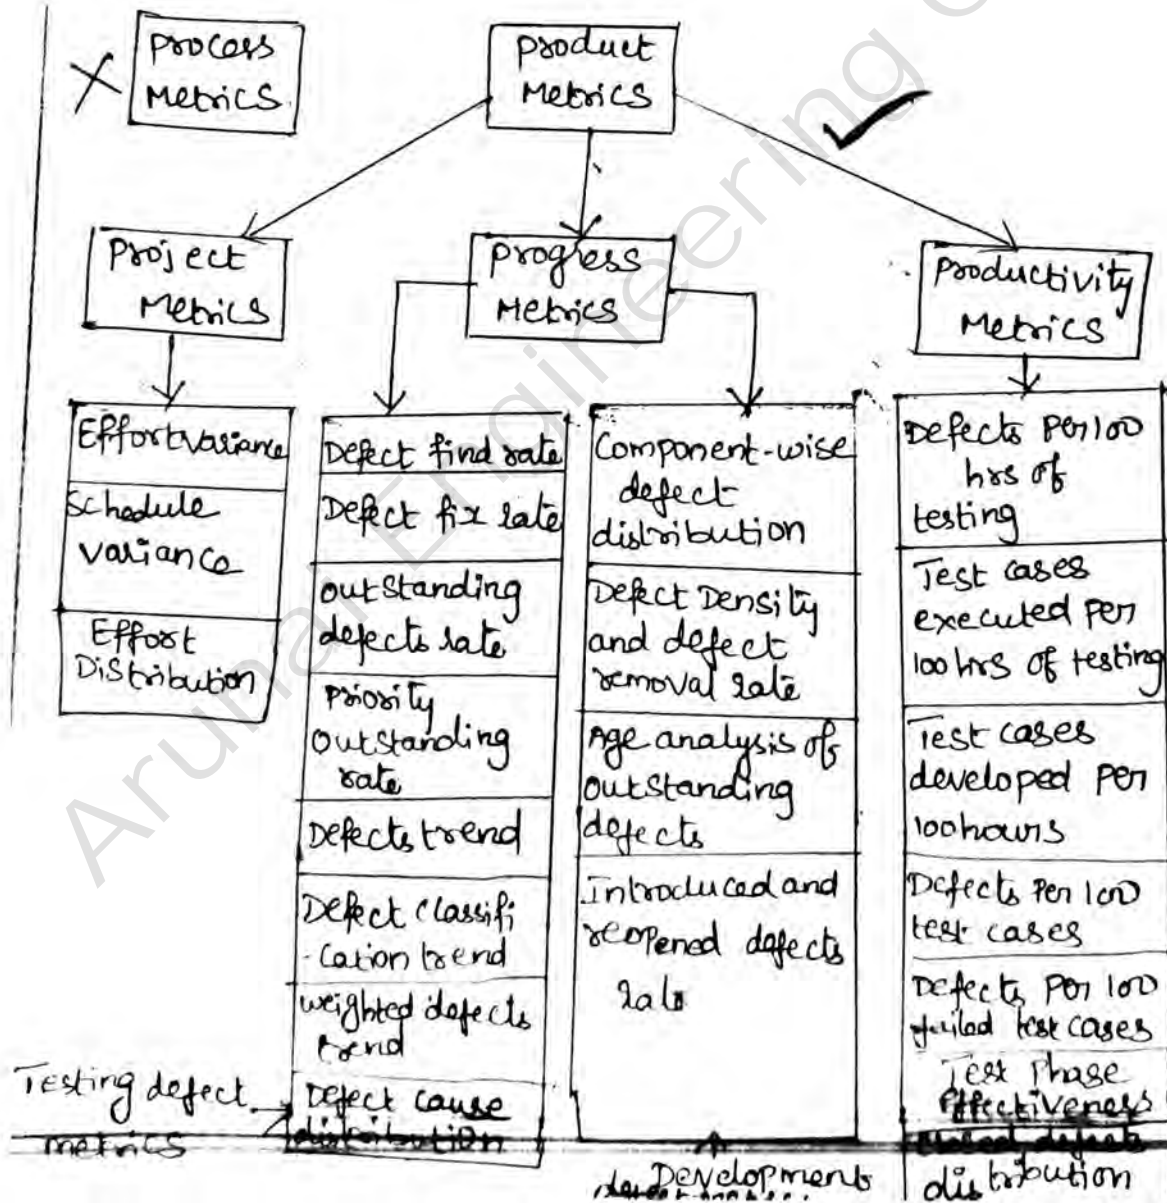 Process
Metrics
Product
Metrics
Project
Metrics
Progress
Metrics
Productivity
Metrics
Effort variance
Schedule
variance
Effort
Distribution
Defect find rate
Defect fix rate
outstanding
defects rate
Priority
outstanding
rate
Defects trend
Defect classifi
-cation trend
weighted defects
trend
Defect cause
distribution
Testing defect
metrics
Component-wise
defect
distribution
Defect Density
and defect
removal rate
Age analysis of
outstanding
defects
Introduced and
reopened defects
rate
Development
Defects Per 100
hrs of
testing
Test cases
executed per
100 hrs of testing
Test cases
developed per
100 hours
Defects Per 100
test cases
Defects Per 100
failed test cases
Test Phase
Effectiveness
distribution
Arunai Engineering